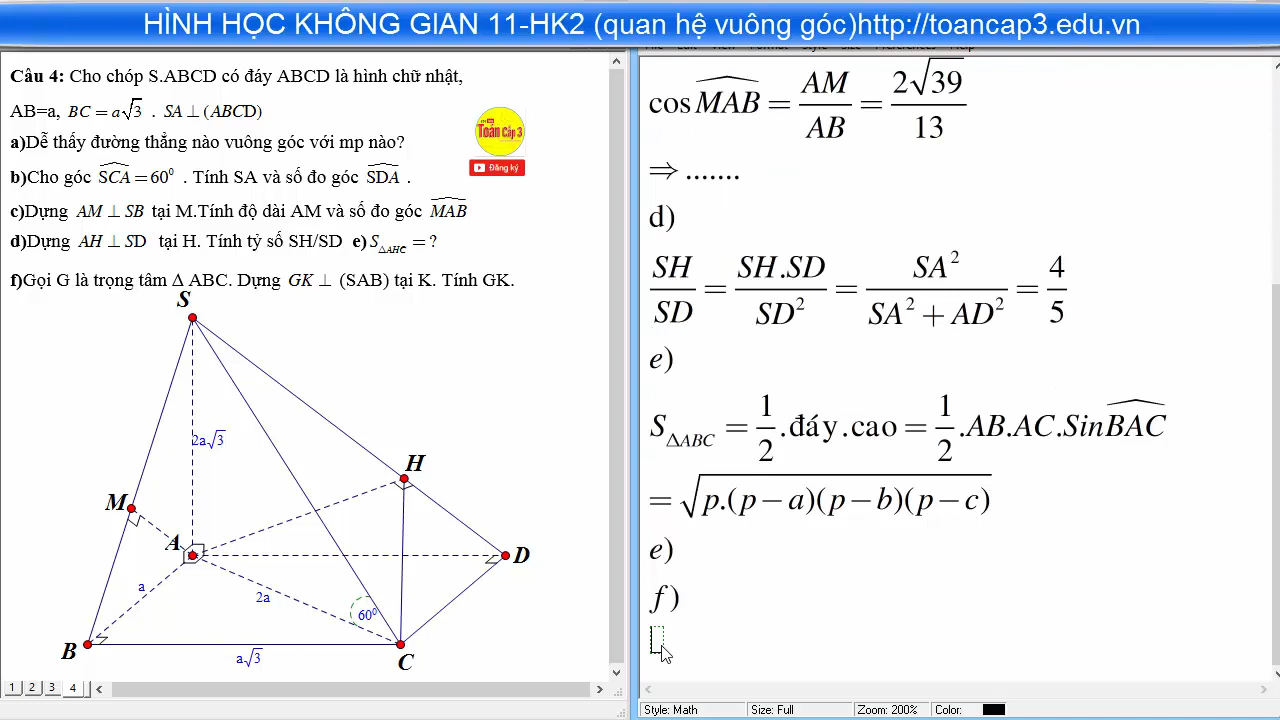 HÌNH HỌC KHÔNG GIAN 11-HK2 (quan hệ vuông góc)http://toancap3.edu.vn
Câu 4: Cho chóp S.ABCD có đáy ABCD là hình chữ nhật,
AB=a, BC = a√3 . SA ⊥ (ABCD)
a)Dễ thấy đường thẳng nào vuông góc với mp nào?
b)Cho góc SCA = 60⁰ . Tính SA và số đo góc SDA .
c)Dựng AM ⊥ SB tại M.Tính độ dài AM và số đo góc MAB
d)Dựng AH ⊥ SD tại H. Tính tỷ số SH/SD e) S_ΔAHC = ?
f)Gọi G là trọng tâm Δ ABC. Dựng GK ⊥ (SAB) tại K. Tính GK.
Toán cấp 3
Đăng ký
S
2a√3
H
M
A
D
a
2a
60⁰
B
a√3
C
1 2 3 4
cos MAB = AM/AB = 2√39/13
⇒ .......
d)
SH/SD = SH.SD/SD² = SA²/(SA² + AD²) = 4/5
e)
S_ΔABC = 1/2 .đáy.cao = 1/2 .AB.AC.Sin BAC
= √(p.(p − a)(p − b)(p − c))
e)
f)
Style: Math
Size: Full
Zoom: 200%
Color: